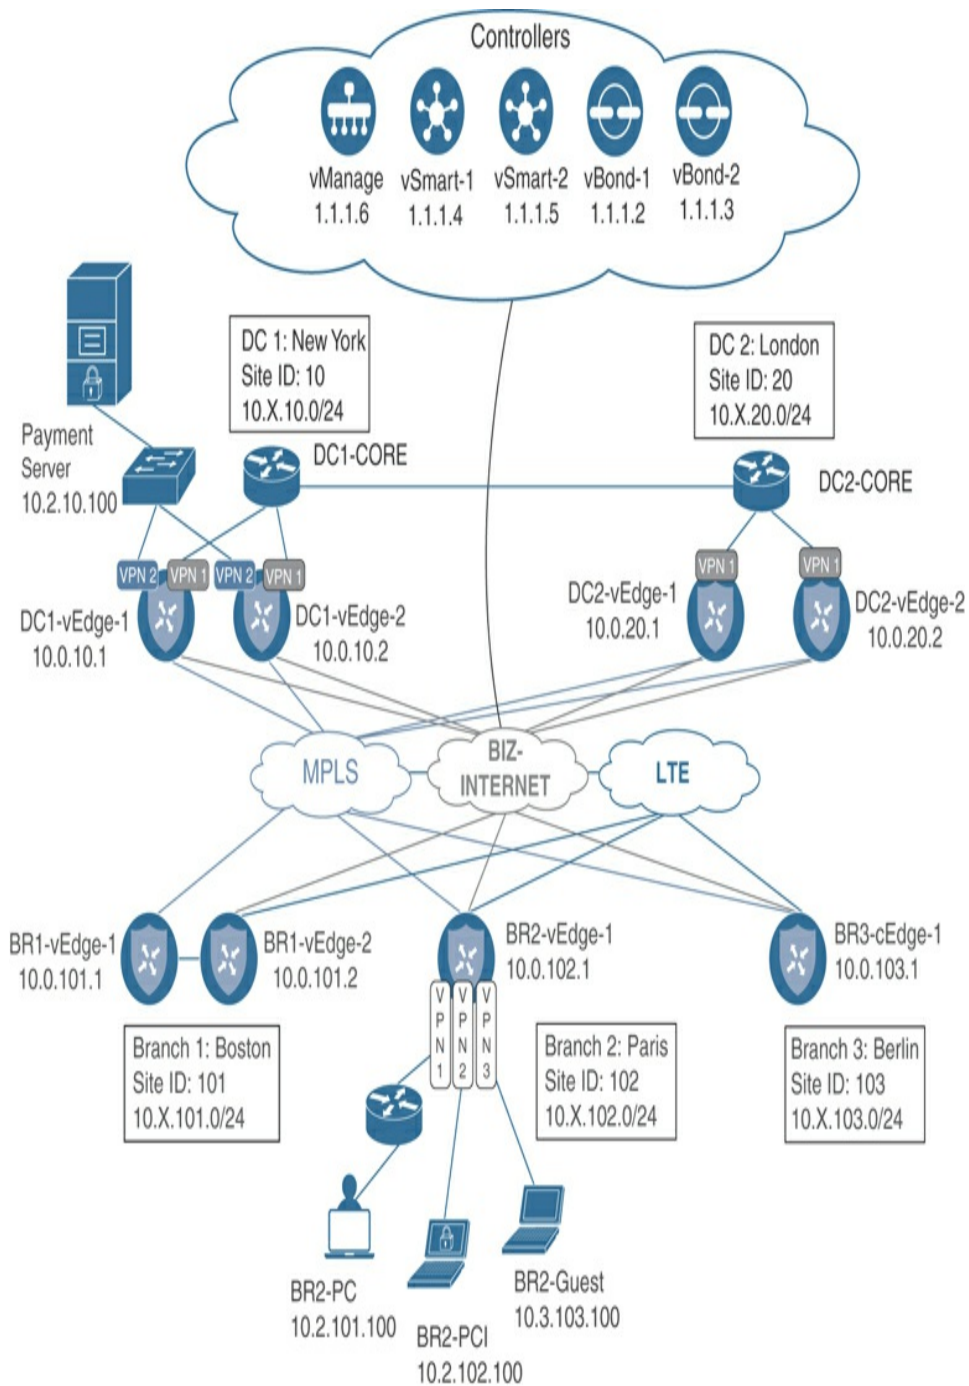 Controllers
vManage
1.1.1.6
vSmart-1
1.1.1.4
vSmart-2
1.1.1.5
vBond-1
1.1.1.2
vBond-2
1.1.1.3
DC 1: New York
Site ID: 10
10.X.10.0/24
DC 2: London
Site ID: 20
10.X.20.0/24
Payment
Server
10.2.10.100
DC1-CORE
DC2-CORE
VPN 2
VPN 1
VPN 2
VPN 1
VPN 1
VPN 1
DC1-vEdge-1
10.0.10.1
DC1-vEdge-2
10.0.10.2
DC2-vEdge-1
10.0.20.1
DC2-vEdge-2
10.0.20.2
MPLS
BIZ-
INTERNET
LTE
BR1-vEdge-1
10.0.101.1
BR1-vEdge-2
10.0.101.2
BR2-vEdge-1
10.0.102.1
BR3-cEdge-1
10.0.103.1
VPN1
VPN2
VPN3
Branch 1: Boston
Site ID: 101
10.X.101.0/24
Branch 2: Paris
Site ID: 102
10.X.102.0/24
Branch 3: Berlin
Site ID: 103
10.X.103.0/24
BR2-PC
10.2.101.100
BR2-PCI
10.2.102.100
BR2-Guest
10.3.103.100